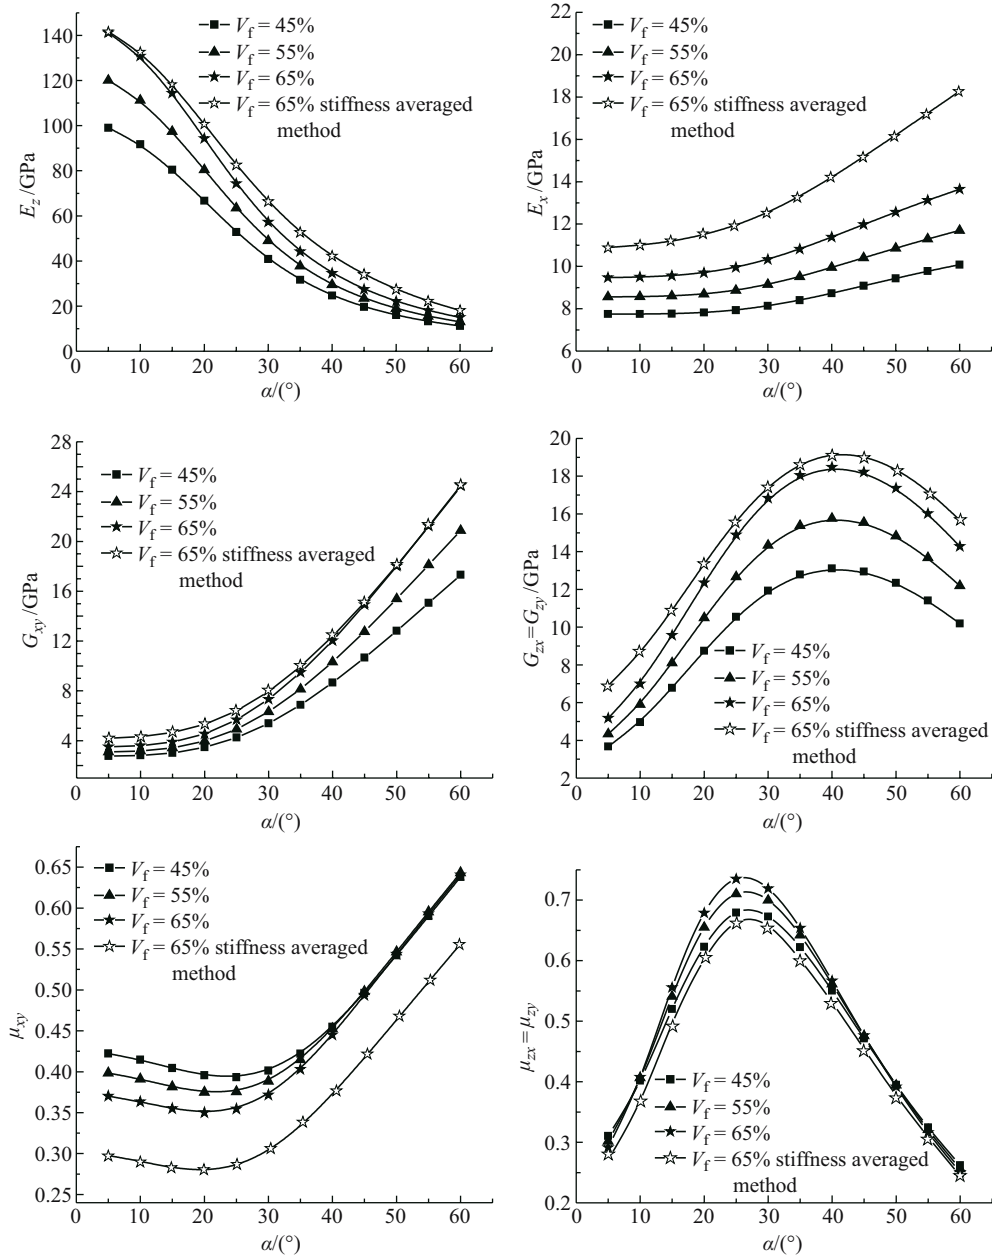 V_f = 45%
V_f = 55%
V_f = 65%
V_f = 65% stiffness averaged
method
E_z/GPa
140
120
100
80
60
40
20
0
0 10 20 30 40 50 60
α/(°)
V_f = 45%
V_f = 55%
V_f = 65%
V_f = 65% stiffness averaged
method
E_x/GPa
22
20
18
16
14
12
10
8
6
0 10 20 30 40 50 60
α/(°)
V_f = 45%
V_f = 55%
V_f = 65%
V_f = 65% stiffness averaged
method
G_xy/GPa
28
24
20
16
12
8
4
0 10 20 30 40 50 60
α/(°)
G_zx=G_zy/GPa
20
18
16
14
12
10
8
6
4
2
V_f = 45%
V_f = 55%
V_f = 65%
V_f = 65% stiffness averaged
method
0 10 20 30 40 50 60
α/(°)
V_f = 45%
V_f = 55%
V_f = 65%
V_f = 65% stiffness averaged
method
μ_xy
0.65
0.60
0.55
0.50
0.45
0.40
0.35
0.30
0.25
0 10 20 30 40 50 60
α/(°)
μ_zx=μ_zy
0.7
0.6
0.5
0.4
0.3
0.2
V_f = 45%
V_f = 55%
V_f = 65%
V_f = 65% stiffness averaged
method
0 10 20 30 40 50 60
α/(°)